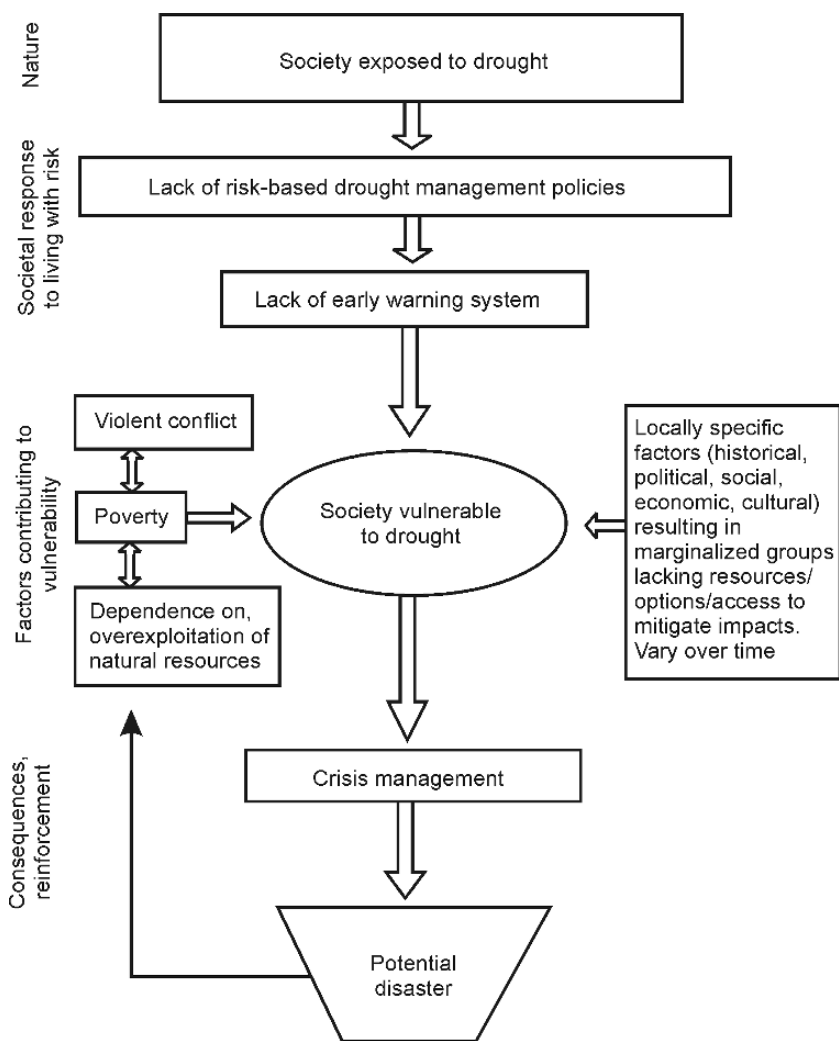 Nature
Society exposed to drought
Societal response
to living with risk
Lack of risk-based drought management policies
Lack of early warning system
Factors contributing to
vulnerability
Violent conflict
Poverty
Dependence on,
overexploitation of
natural resources
Society vulnerable
to drought
Locally specific
factors (historical,
political, social,
economic, cultural)
resulting in
marginalized groups
lacking resources/
options/access to
mitigate impacts.
Vary over time
Consequences,
reinforcement
Crisis management
Potential
disaster